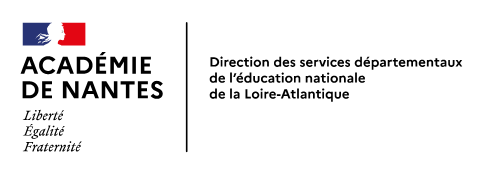 ACADÉMIE
DE NANTES
Liberté
Égalité
Fraternité
Direction des services départementaux
de l'éducation nationale
de la Loire-Atlantique